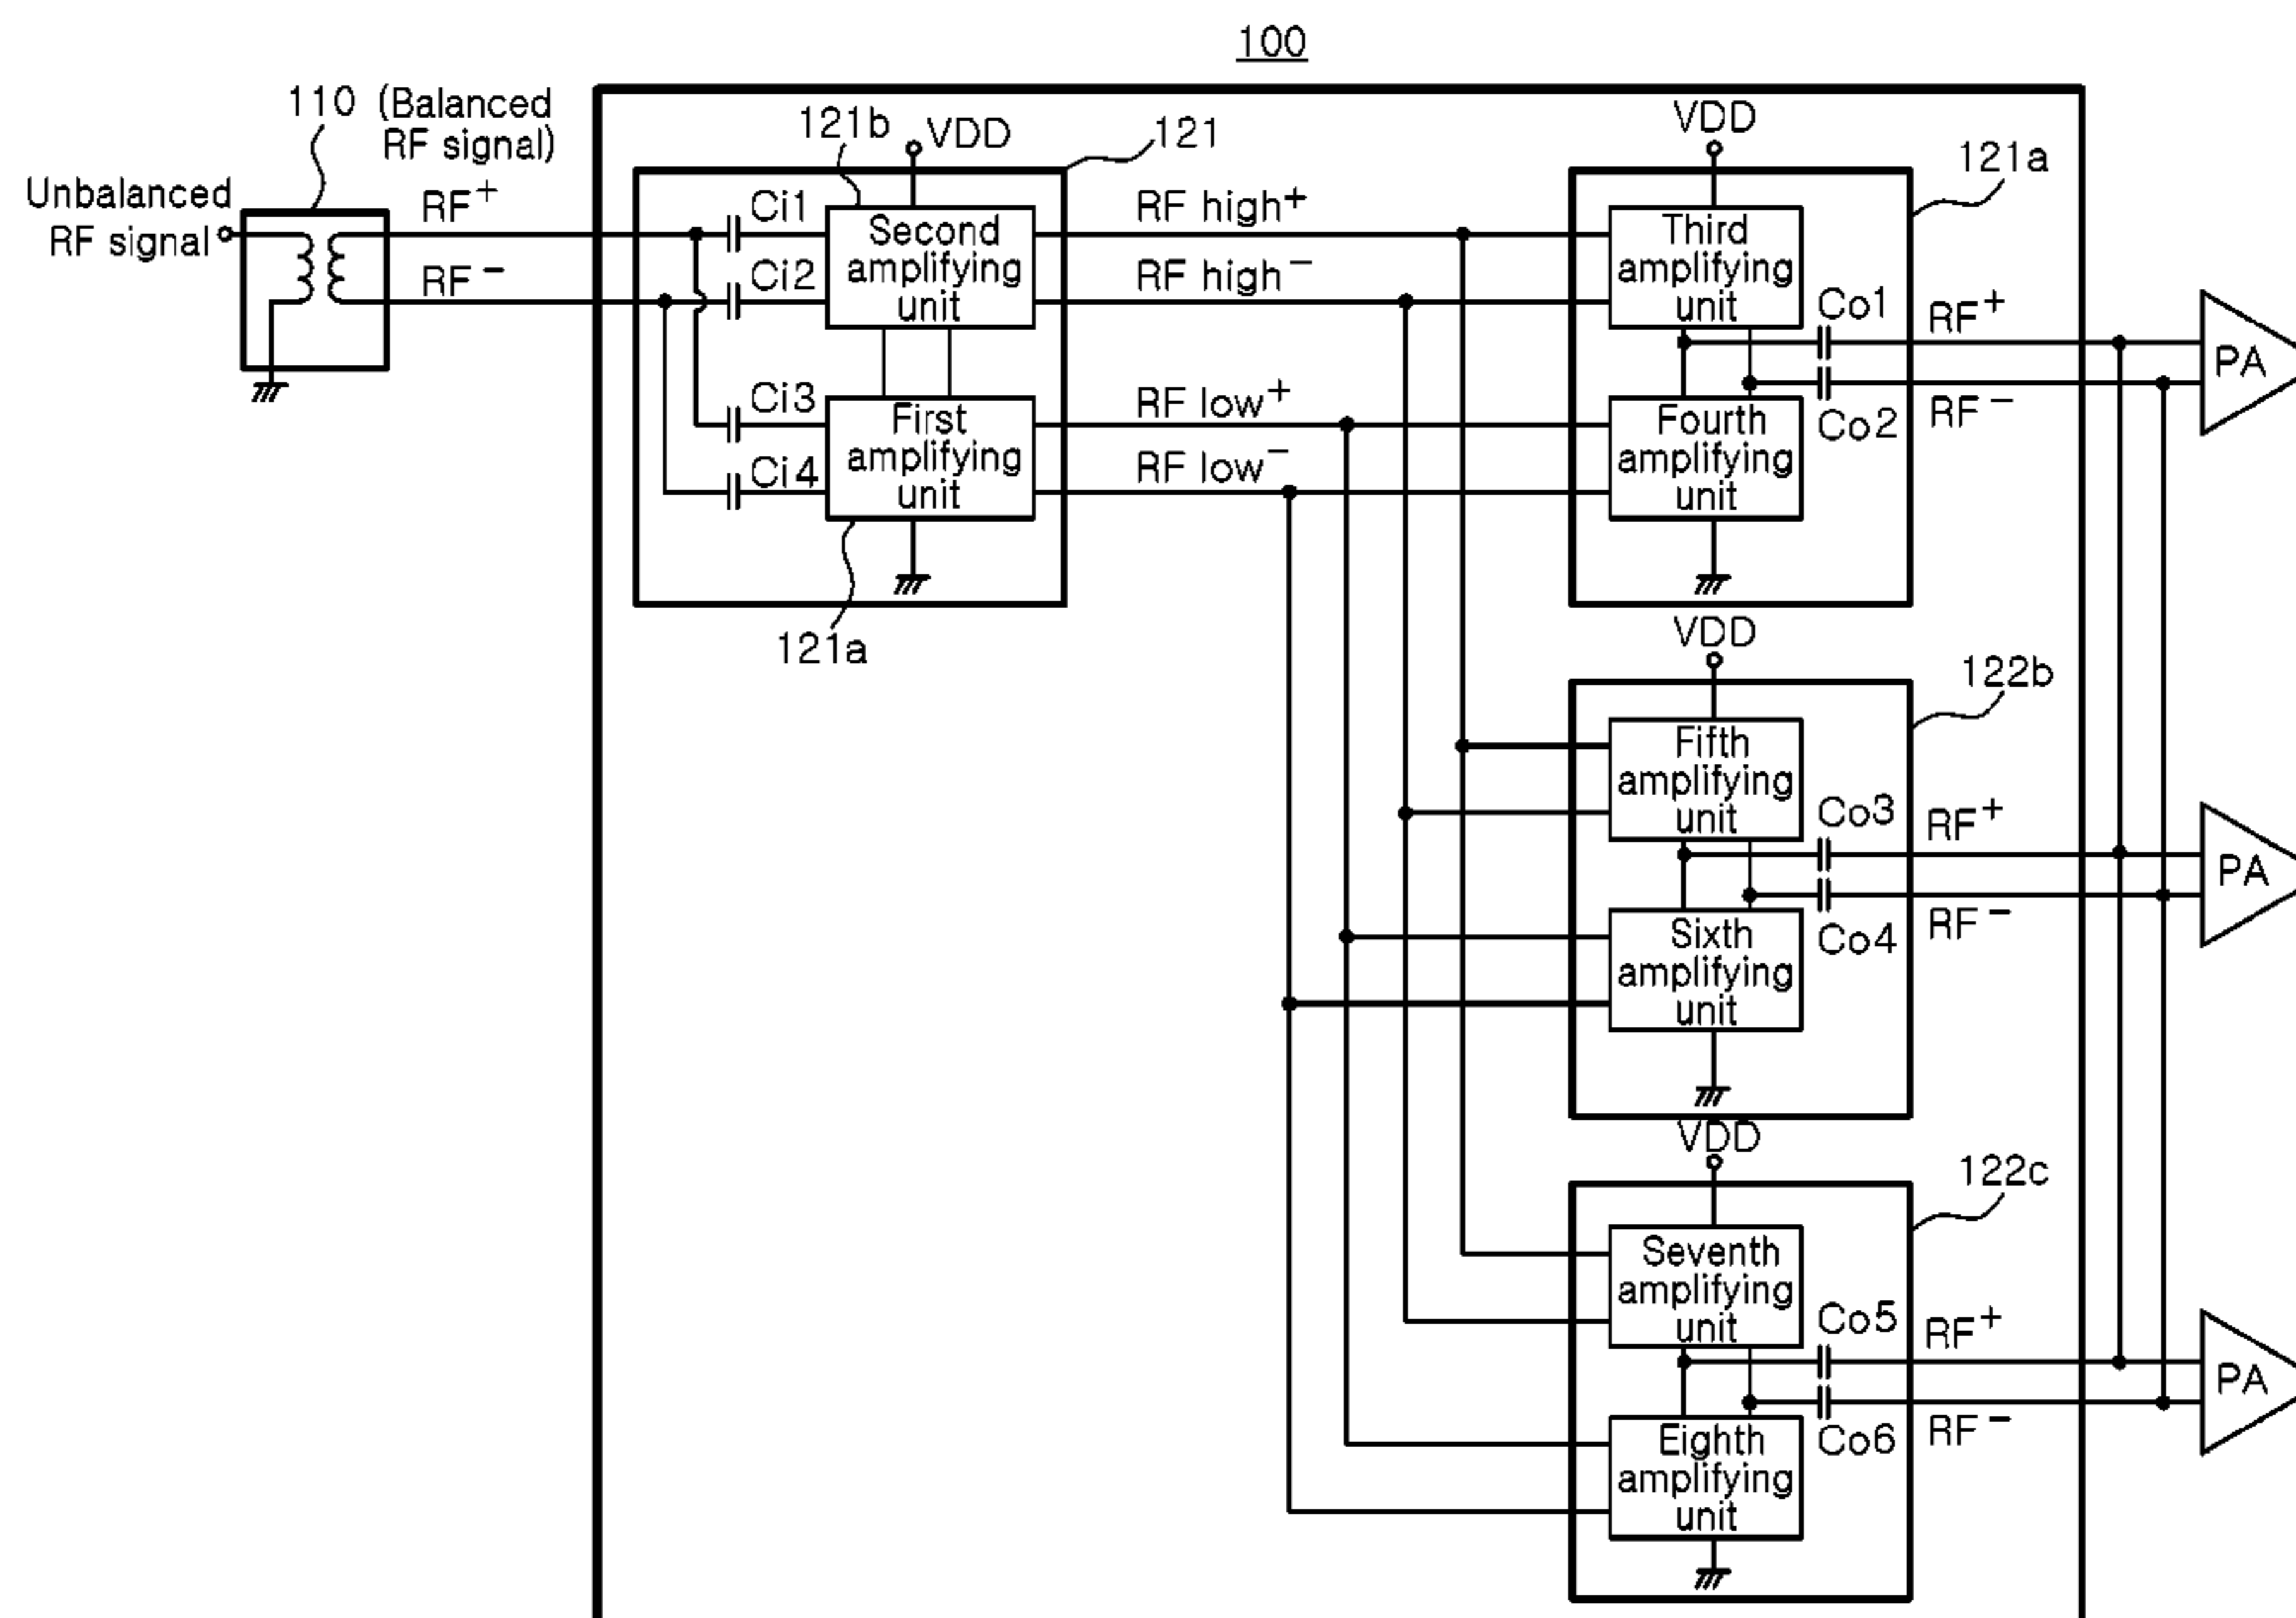 100
110 (Balanced
RF signal)
Unbalanced
RF signal
RF+
RF−
121b
VDD
121
Ci1
Ci2
Ci3
Ci4
Second
amplifying
unit
First
amplifying
unit
121a
RF high+
RF high−
RF low+
RF low−
VDD
121a
Third
amplifying
unit
Co1
Co2
Fourth
amplifying
unit
RF+
RF−
PA
VDD
122b
Fifth
amplifying
unit
Co3
Co4
Sixth
amplifying
unit
RF+
RF−
PA
VDD
122c
Seventh
amplifying
unit
Co5
Co6
Eighth
amplifying
unit
RF+
RF−
PA